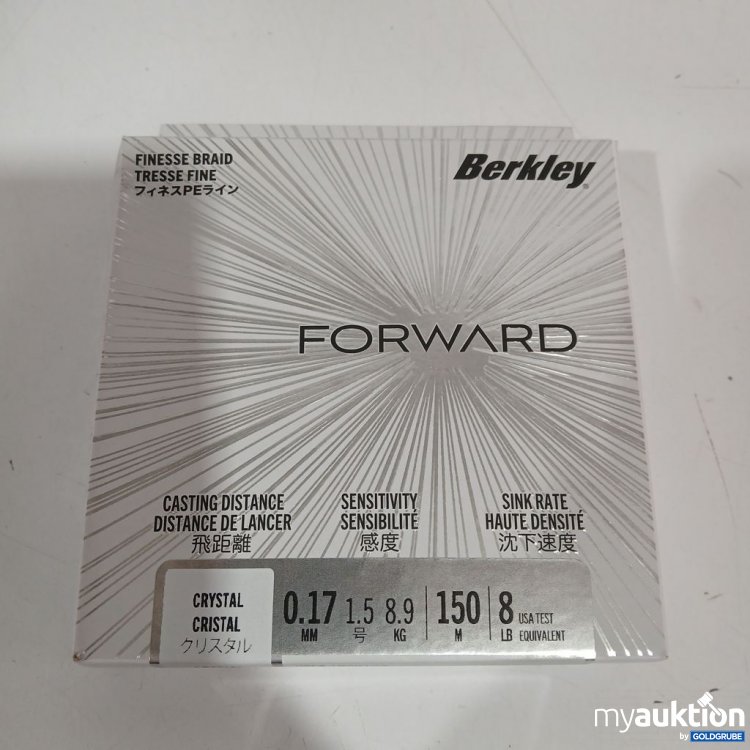 FINESSE BRAID
TRESSE FINE
フィネスPEライン
Berkley
FORWARD
CASTING DISTANCE
DISTANCE DE LANCER
飛距離
SENSITIVITY
SENSIBILITÉ
感度
SINK RATE
HAUTE DENSITÉ
沈下速度
CRYSTAL
CRISTAL
クリスタル
0.17 1.5 8.9 150 8 USA TEST
MM 号 KG M LB EQUIVALENT
myauktion
by GOLDGRUBE